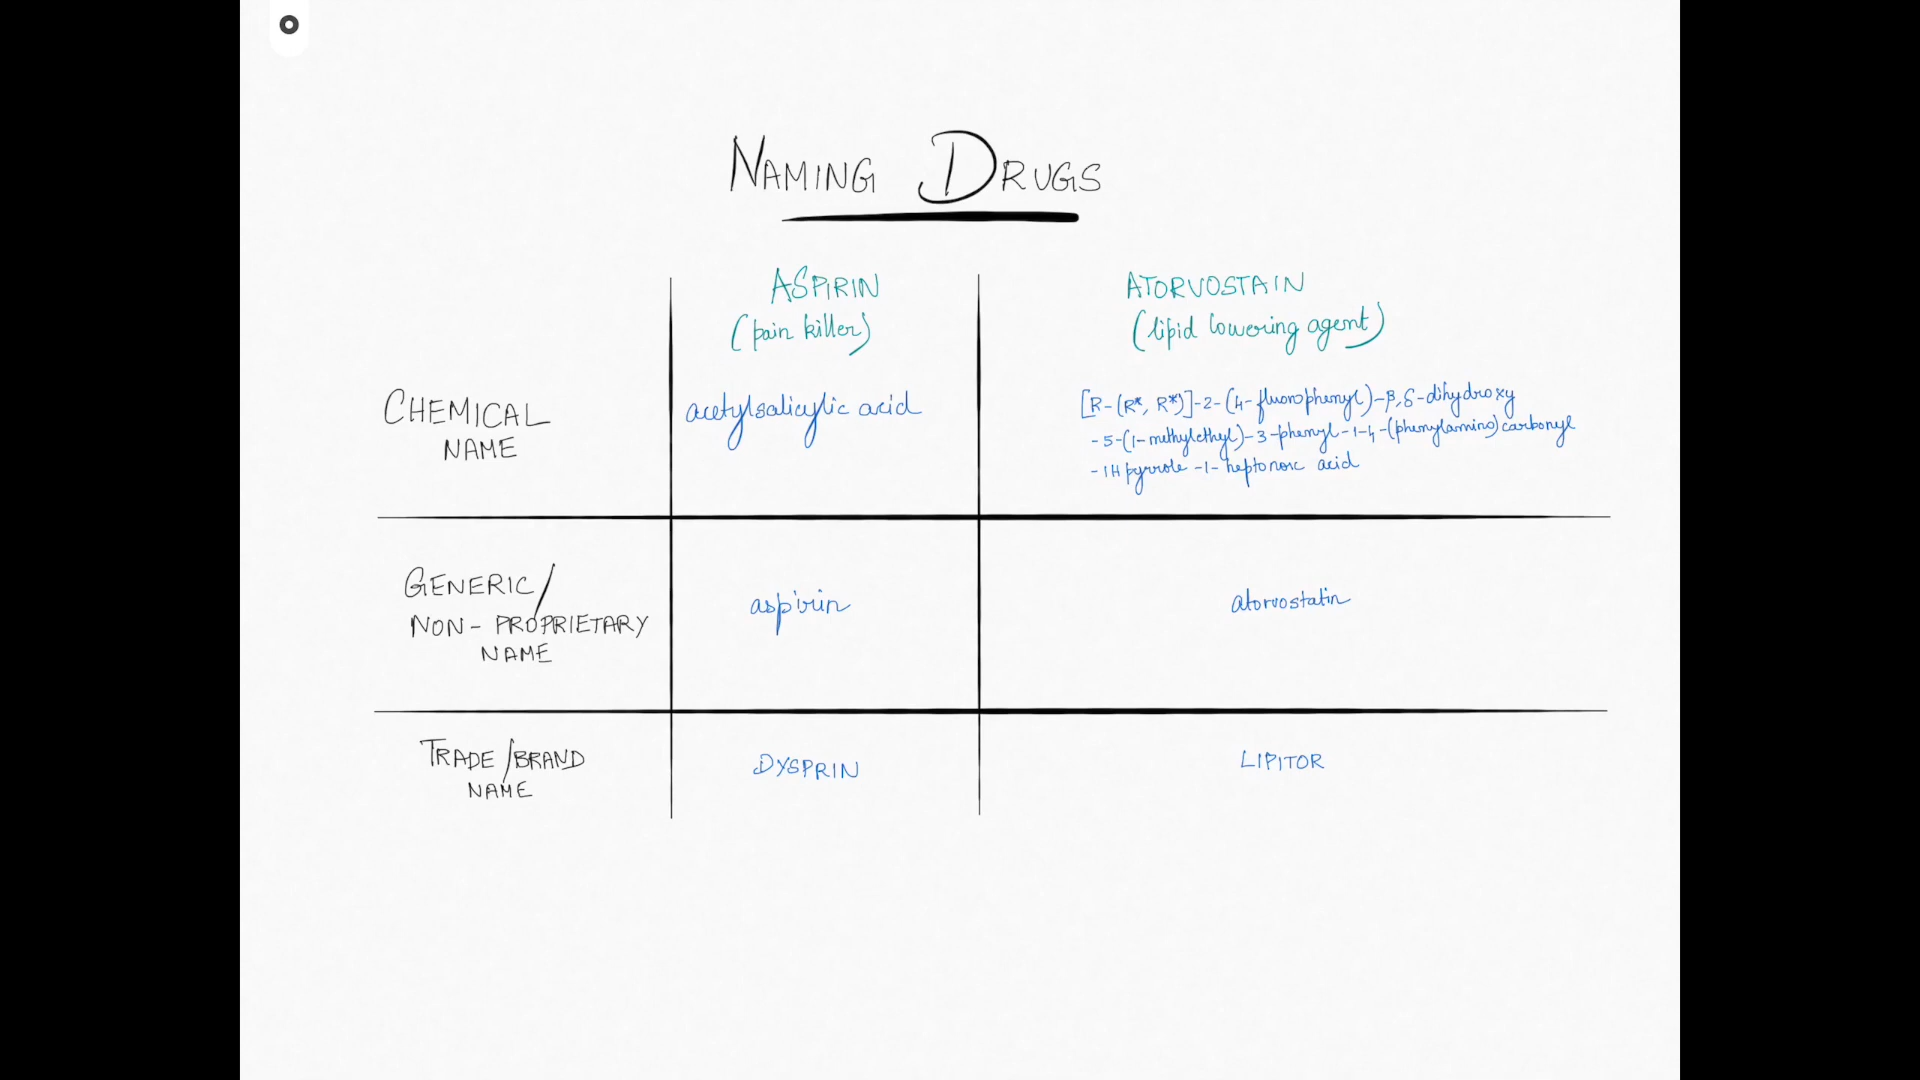 NAMING DRUGS
ASPIRIN
(pain killer)
ATORVOSTAIN
(lipid lowering agent)
CHEMICAL
NAME
acetylsalicylic acid
[R-(R*, R*)]-2-(4-fluorophenyl)-β,δ-dihydroxy
-5-(1-methylethyl)-3-phenyl-1-4-(phenylamino)carbonyl
-1H pyrrole -1- heptonoic acid
GENERIC/
NON-PROPRIETARY
NAME
aspirin
atorvostatin
TRADE/BRAND
NAME
DYSPRIN
LIPITOR